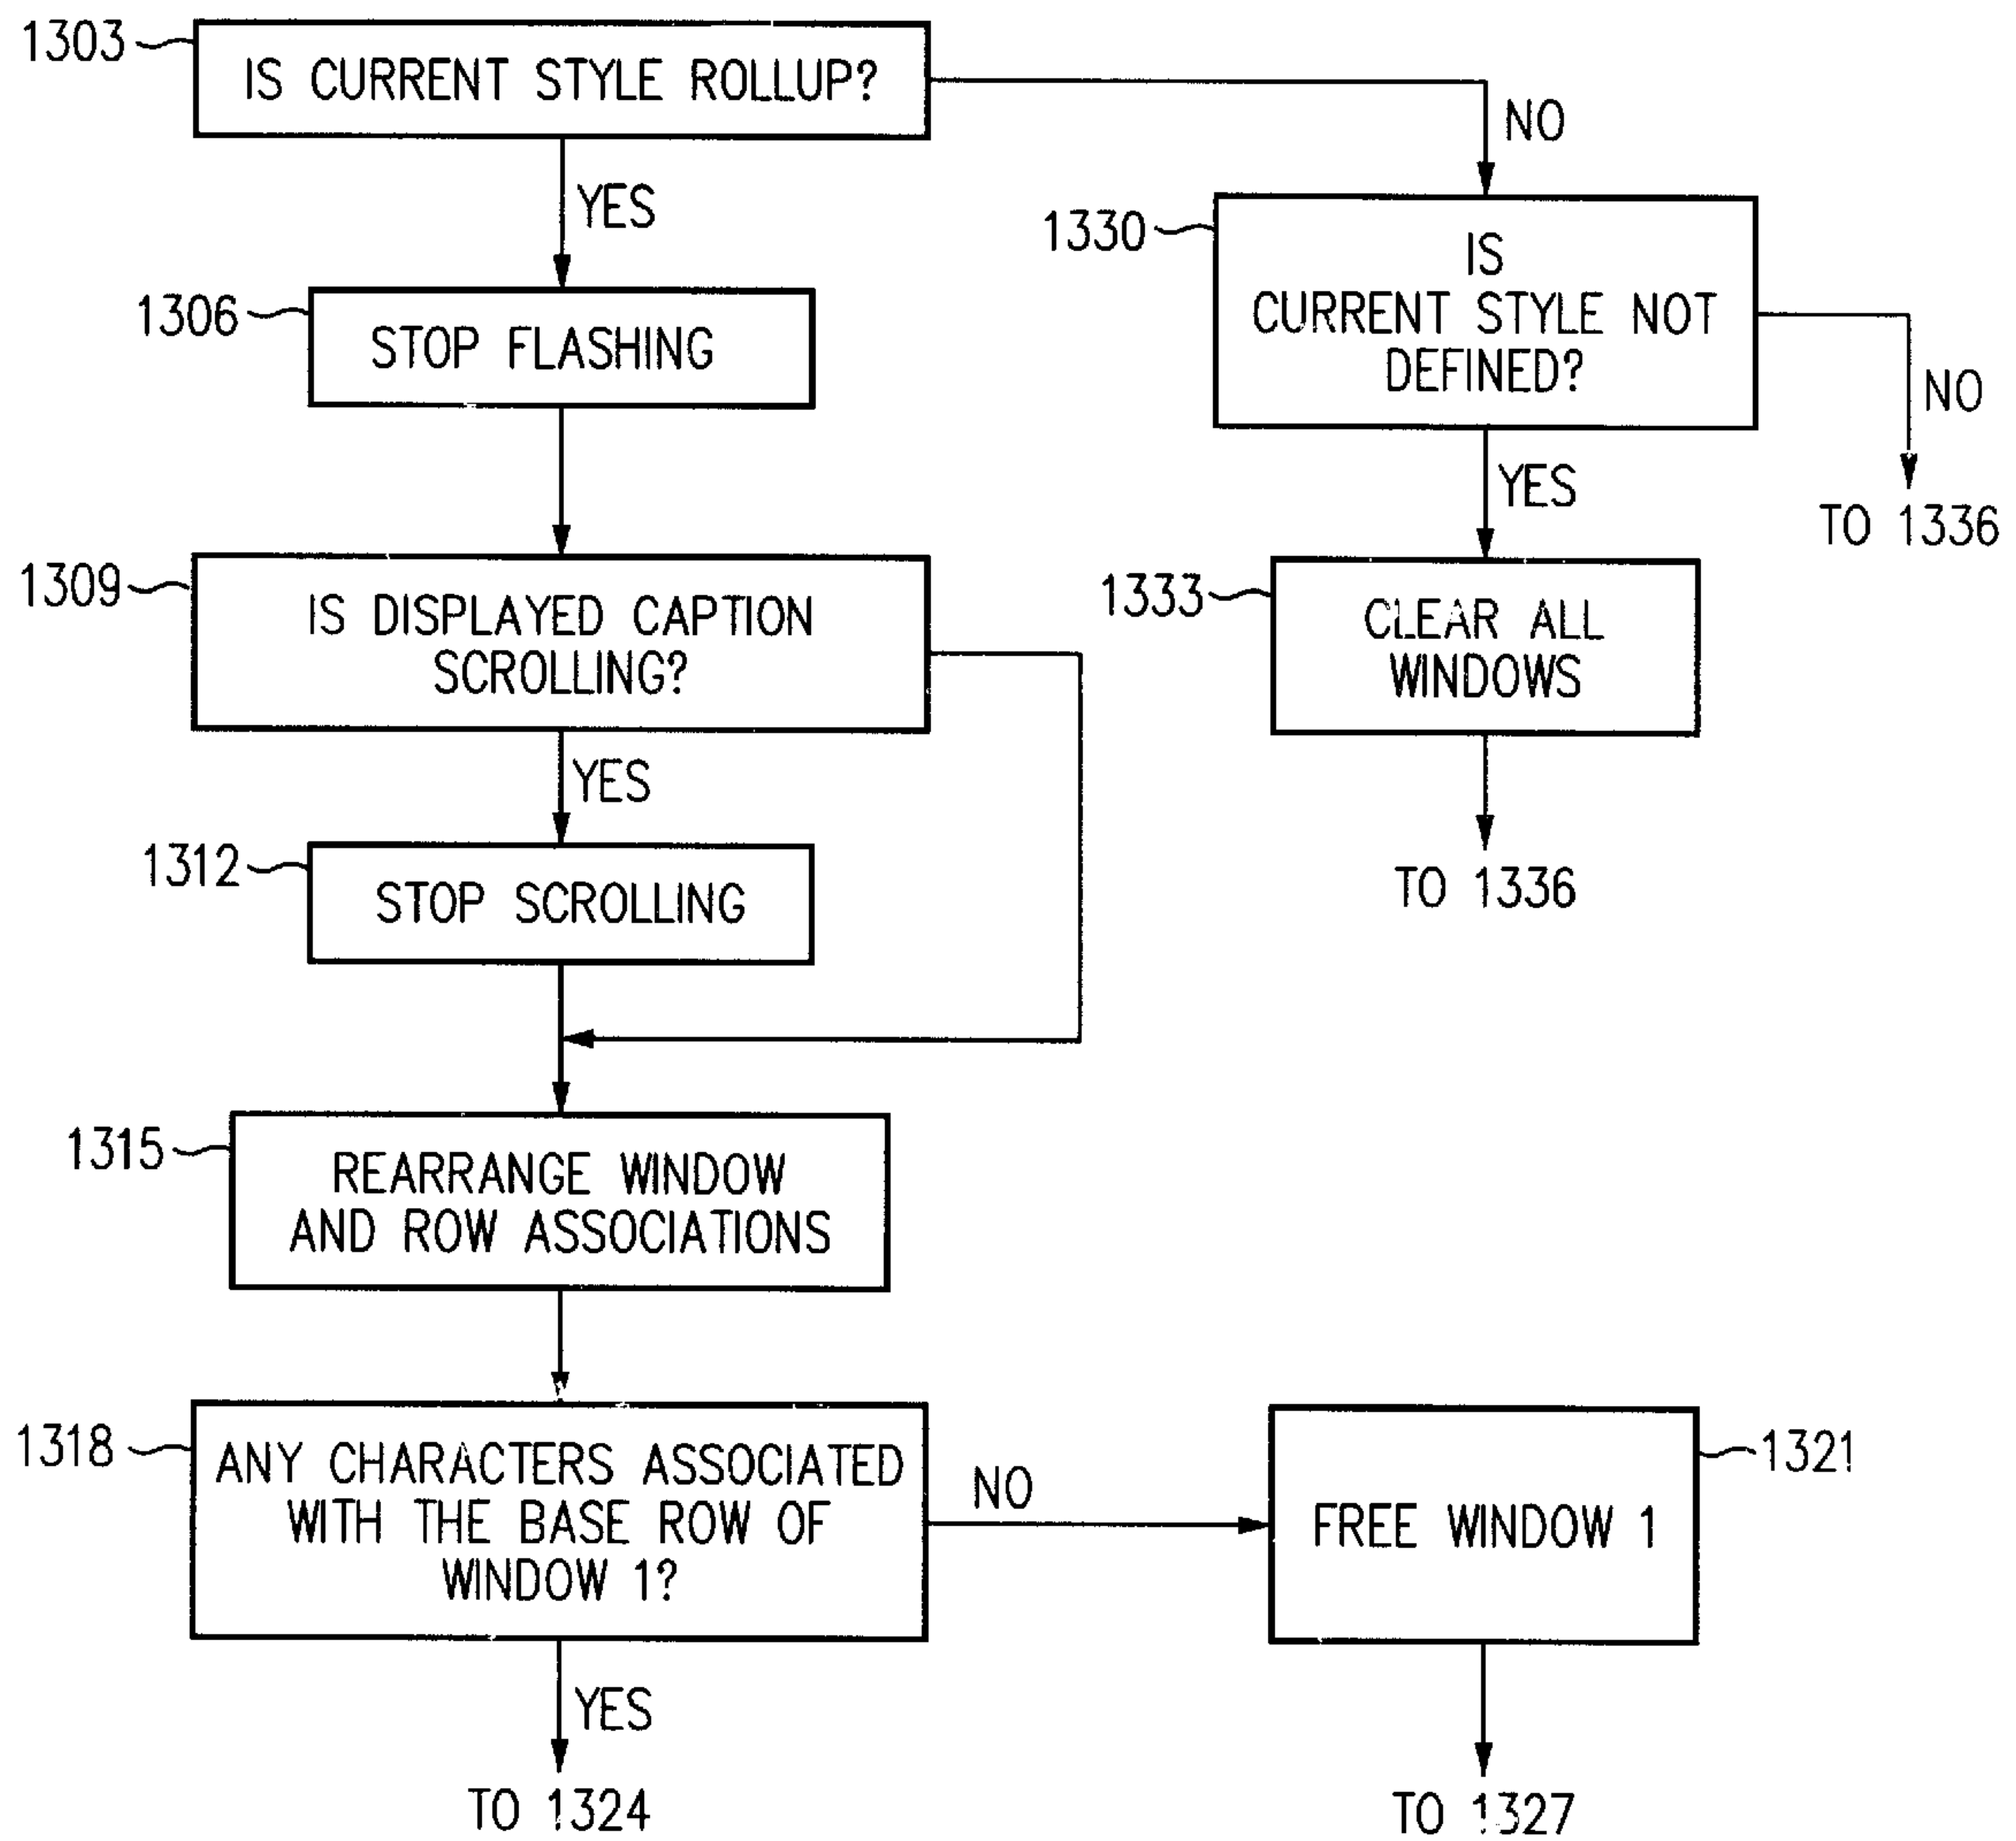 1303
IS CURRENT STYLE ROLLUP?
NO
YES
1330
IS
CURRENT STYLE NOT
DEFINED?
NO
TO 1336
YES
1333
CLEAR ALL
WINDOWS
TO 1336
1306
STOP FLASHING
1309
IS DISPLAYED CAPTION
SCROLLING?
YES
1312
STOP SCROLLING
1315
REARRANGE WINDOW
AND ROW ASSOCIATIONS
1318
ANY CHARACTERS ASSOCIATED
WITH THE BASE ROW OF
WINDOW 1?
NO
1321
FREE WINDOW 1
YES
TO 1324
TO 1327